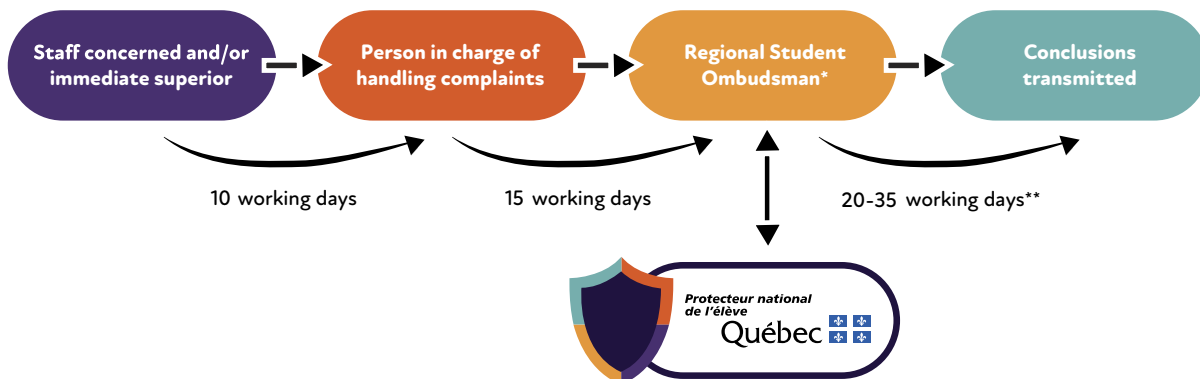 Staff concerned and/or
immediate superior
Person in charge of
handling complaints
Regional Student
Ombudsman*
Conclusions
transmitted
10 working days
15 working days
20-35 working days**
Protecteur national
de l'élève
Québec